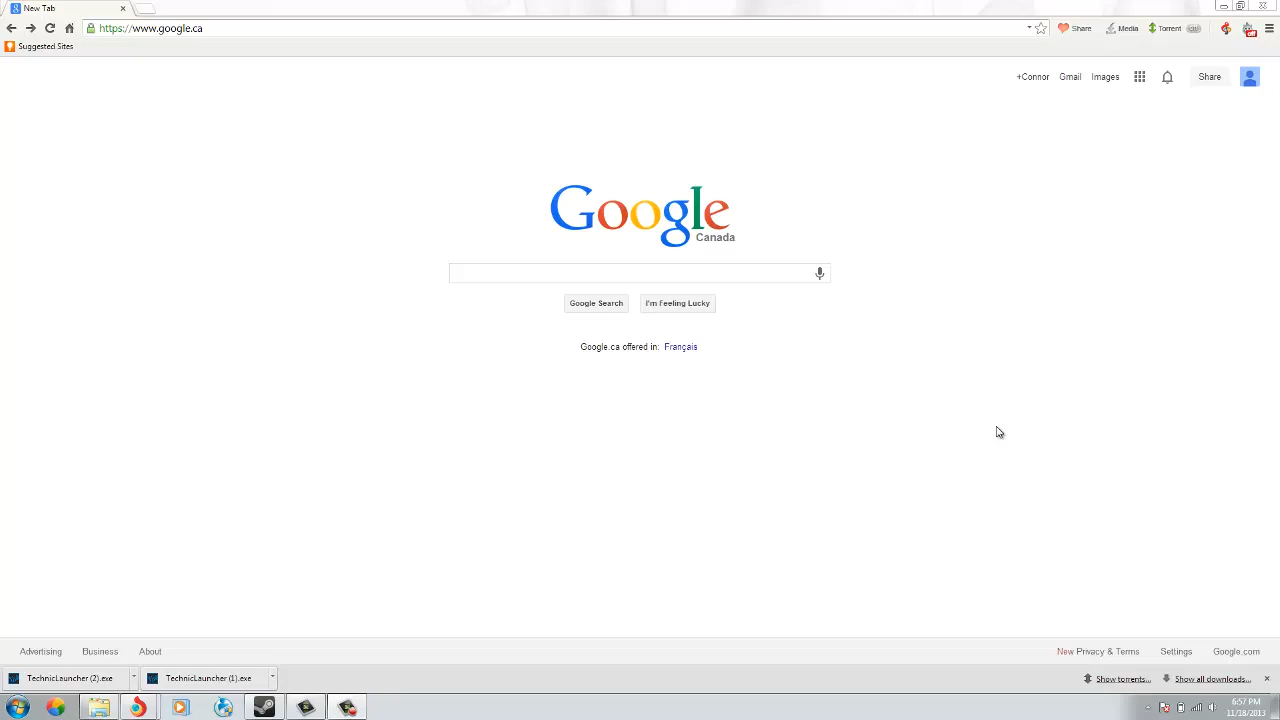 New Tab
https://www.google.ca
Share
Media
Torrent
off
Suggested Sites
+Connor
Gmail
Images
Share
Google
Canada
Google Search
I'm Feeling Lucky
Google.ca offered in: Français
Advertising
Business
About
New Privacy & Terms
Settings
Google.com
TechnicLauncher (2).exe
TechnicLauncher (1).exe
Show torrents...
Show all downloads...
6:57 PM
11/18/2013